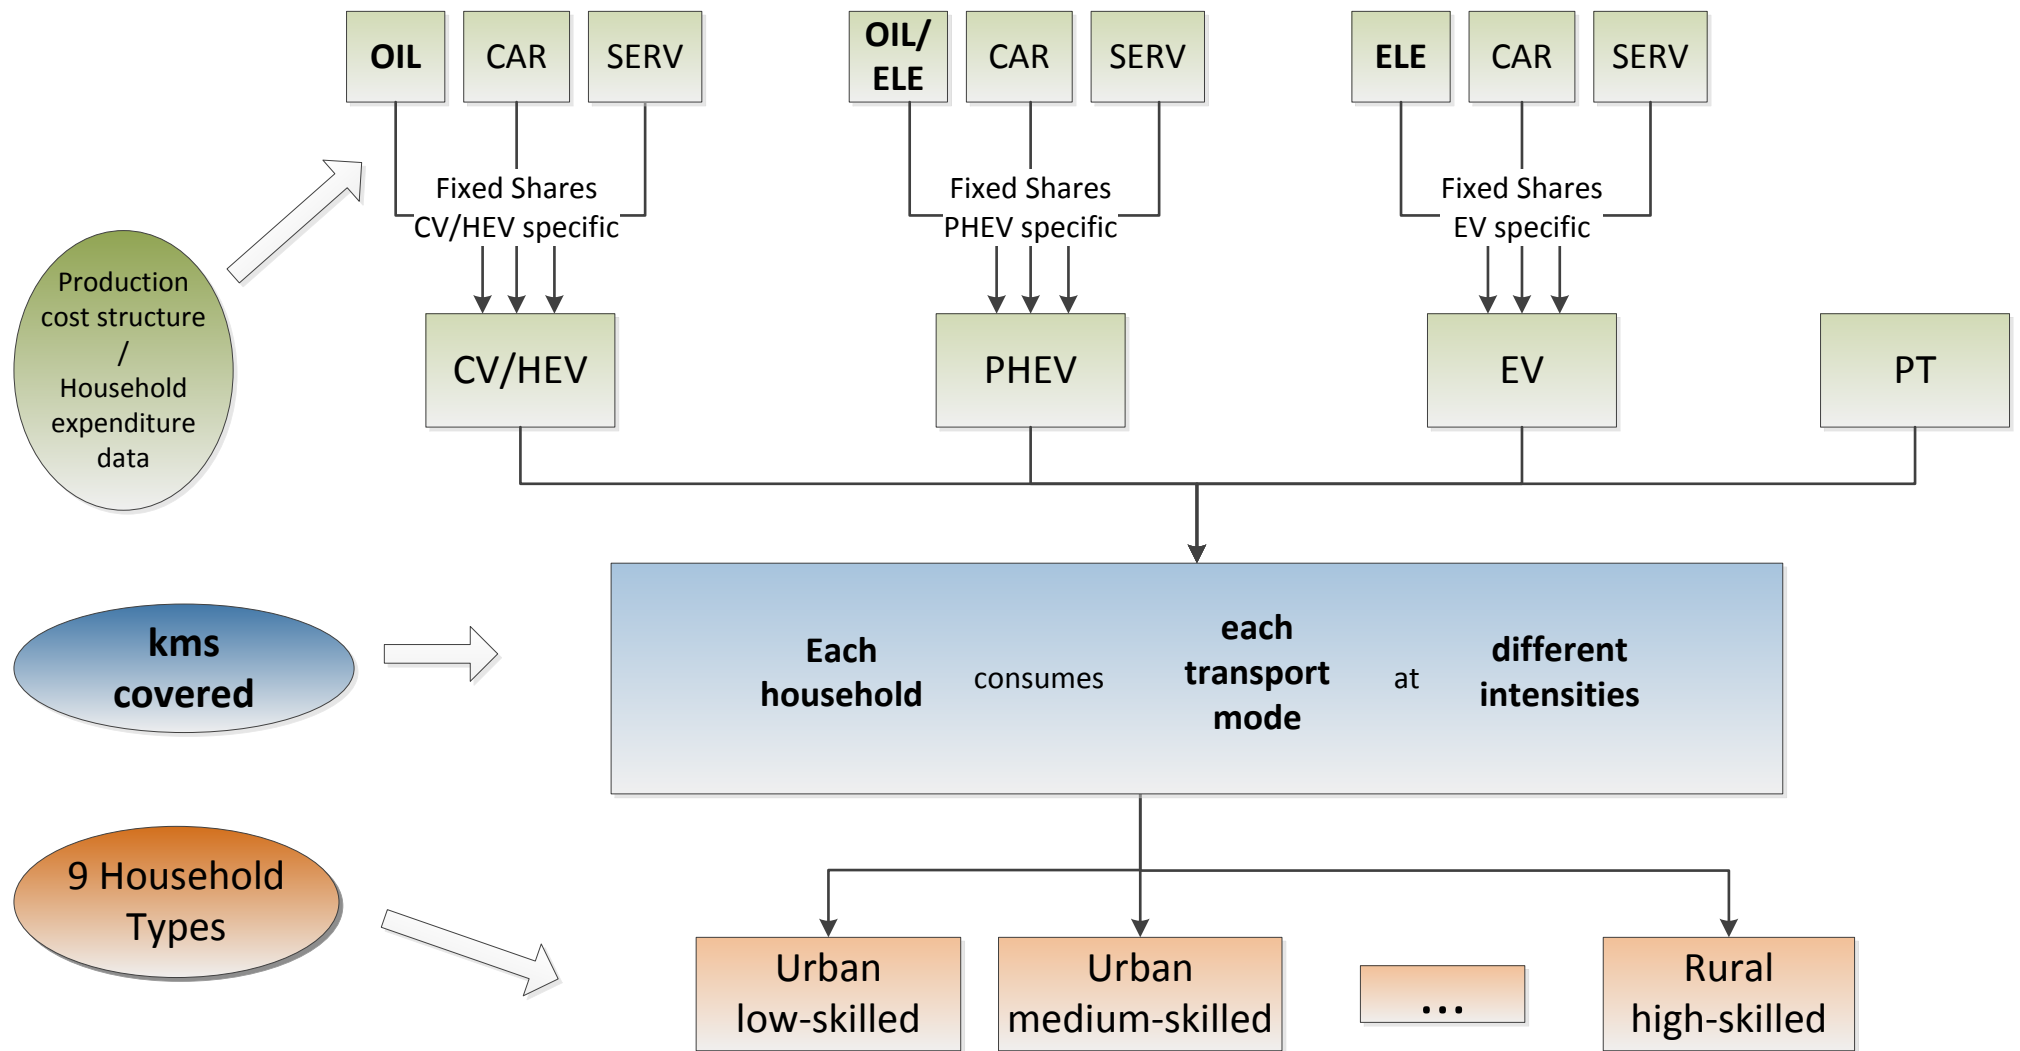 OIL
CAR
SERV
OIL/
ELE
CAR
SERV
ELE
CAR
SERV
Fixed Shares
CV/HEV specific
Fixed Shares
PHEV specific
Fixed Shares
EV specific
Production
cost structure
/
Household
expenditure
data
CV/HEV
PHEV
EV
PT
kms
covered
Each
household
consumes
each
transport
mode
at
different
intensities
9 Household
Types
Urban
low-skilled
Urban
medium-skilled
...
Rural
high-skilled